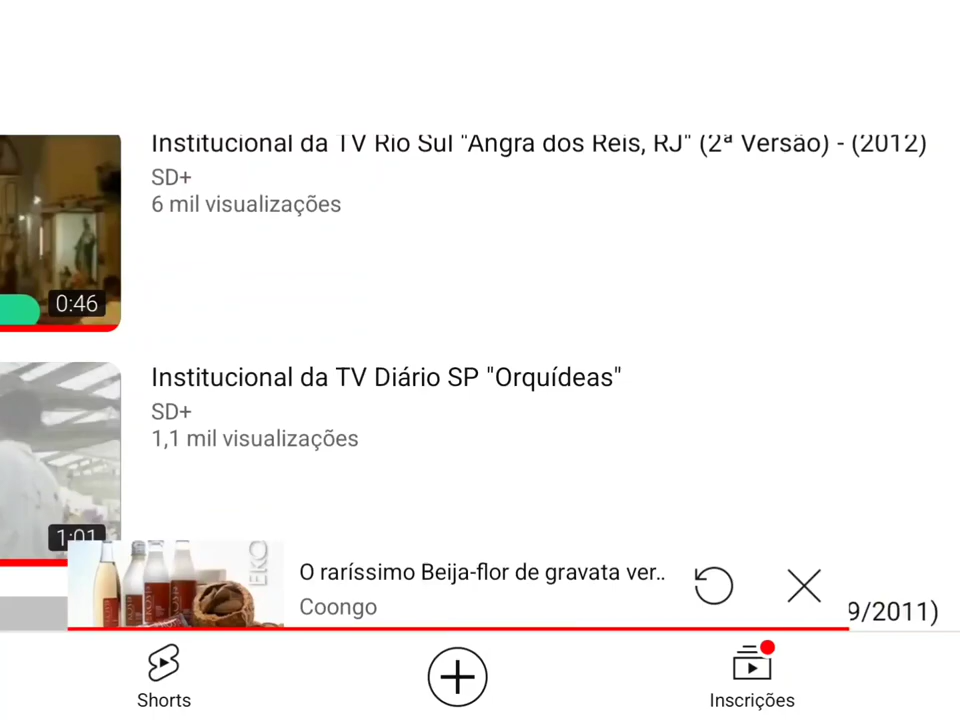 Institucional da TV Rio Sul "Angra dos Reis, RJ" (2ª Versão) - (2012)
SD+
6 mil visualizações
0:46
Institucional da TV Diário SP "Orquídeas"
SD+
1,1 mil visualizações
1:01
EKO
O raríssimo Beija-flor de gravata ver..
Coongo
9/2011)
Shorts
Inscrições